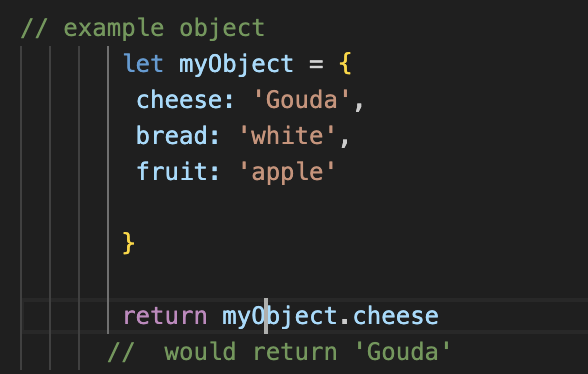 // example object
let myObject = {
cheese: 'Gouda',
bread: 'white',
fruit: 'apple'
}
return myObject.cheese
// would return 'Gouda'